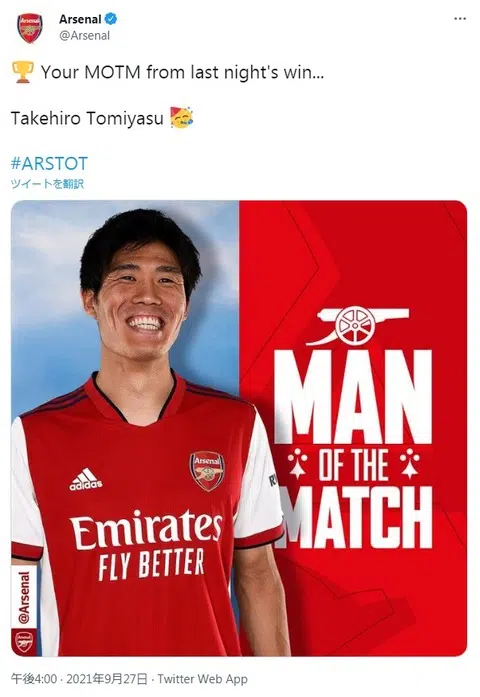 Arsenal
@Arsenal
🏆 Your MOTM from last night's win...
Takehiro Tomiyasu 🥳
#ARSTOT
ツイートを翻訳
MAN
OF THE
MATCH
Arsenal
adidas
Emirates
FLY BETTER
@Arsenal
午後4:00 · 2021年9月27日 · Twitter Web App